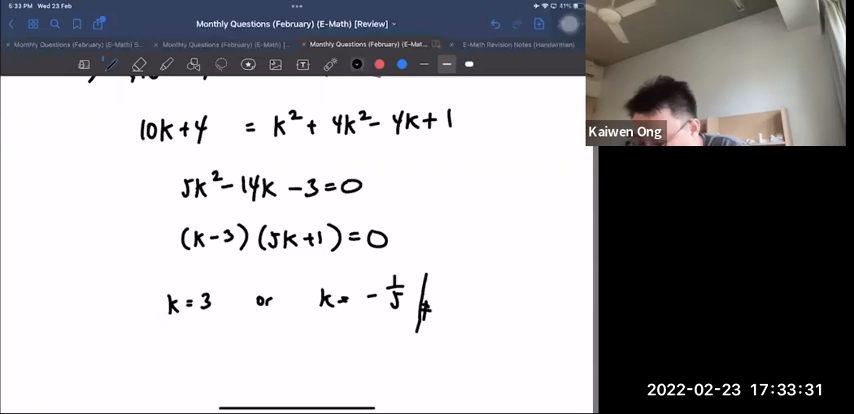 5:33 PM Wed 23 Feb
41%
Monthly Questions (February) (E-Math) [Review]
Monthly Questions (February) (E-Math) S...
Monthly Questions (February) (E-Math) [...
Monthly Questions (February) (E-Mat...
E-Math Revision Notes (Handwritten)
10k+4 = k²+ 4k²- 4k+1
5k²-14k -3=0
(k-3) (5k+1)=0
k=3 or k= -1/5
Kaiwen Ong
2022-02-23 17:33:31